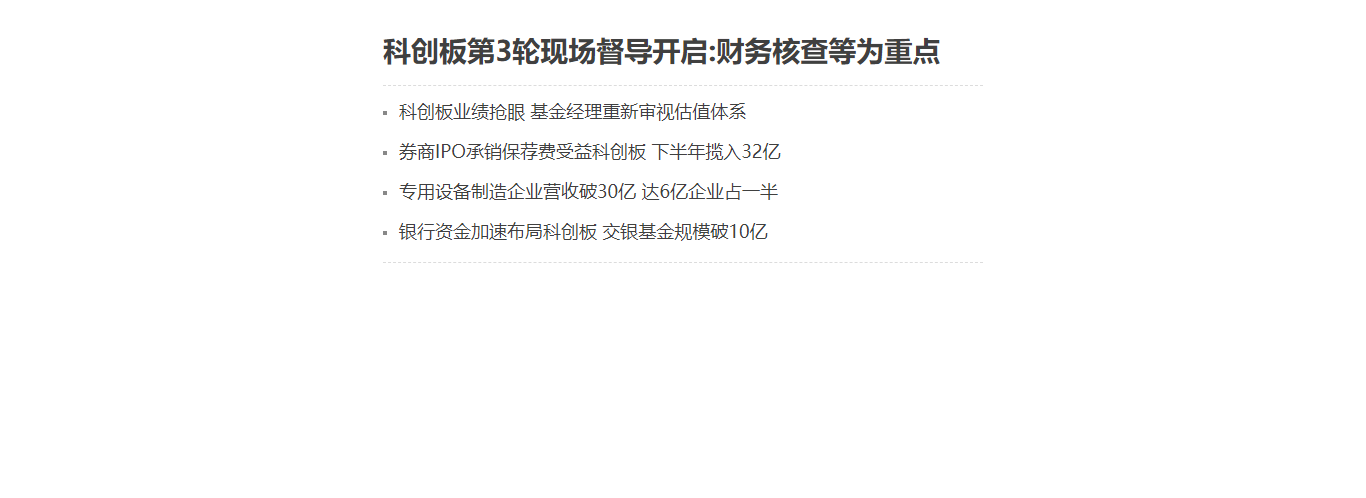 科创板第3轮现场督导开启:财务核查等为重点
科创板业绩抢眼 基金经理重新审视估值体系
券商IPO承销保荐费受益科创板 下半年揽入32亿
专用设备制造企业营收破30亿 达6亿企业占一半
银行资金加速布局科创板 交银基金规模破10亿